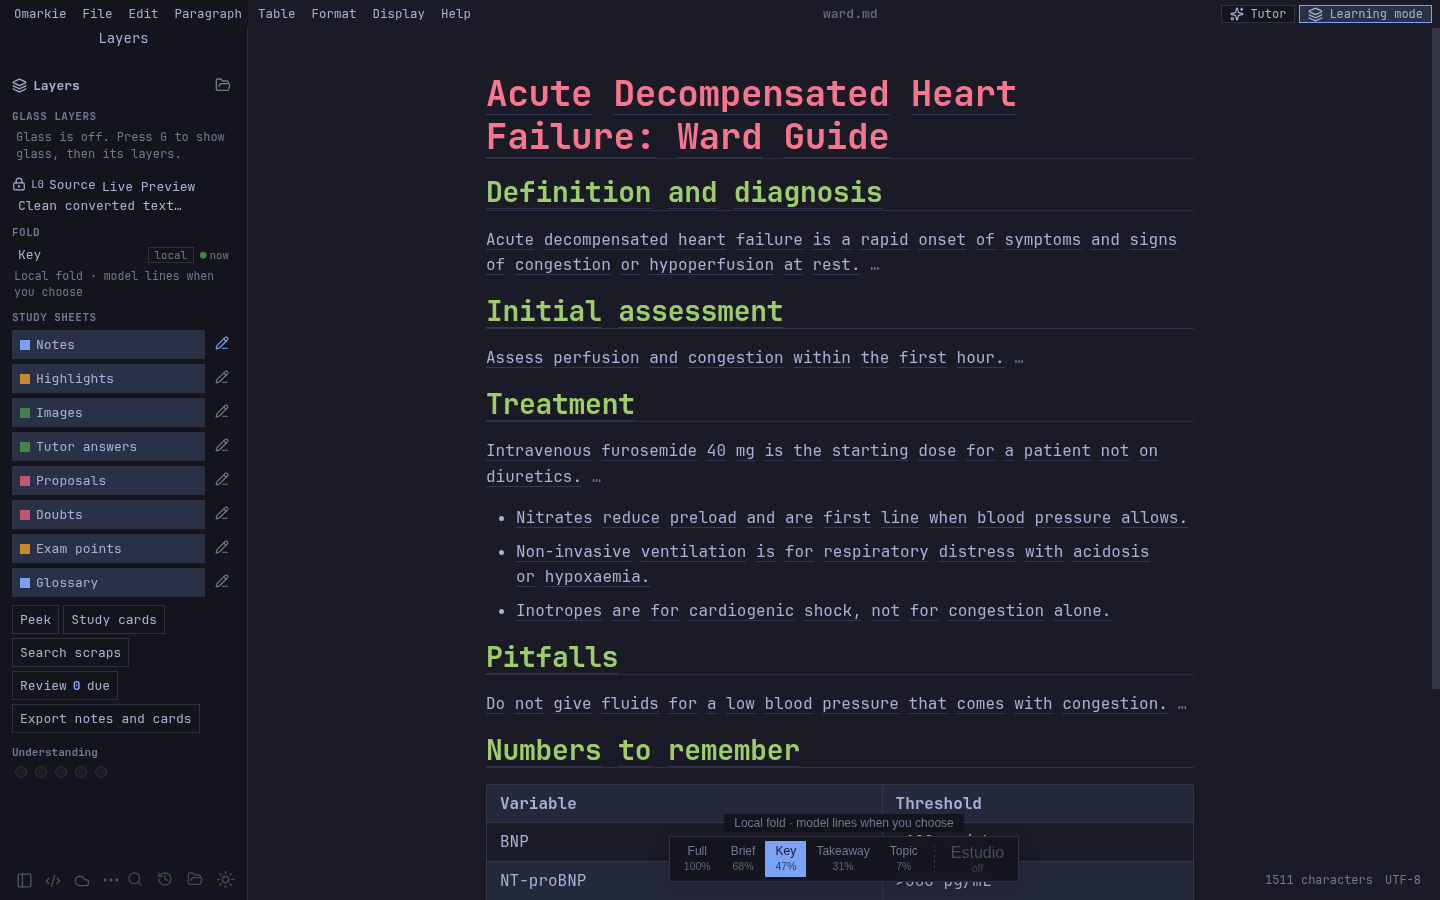 Omarkie File Edit Paragraph Table Format Display Help
ward.md
Tutor Learning mode
Layers
Layers
GLASS LAYERS
Glass is off. Press G to show
glass, then its layers.
L0 Source Live Preview
Clean converted text…
FOLD
Key local now
Local fold · model lines when
you choose
STUDY SHEETS
Notes
Highlights
Images
Tutor answers
Proposals
Doubts
Exam points
Glossary
Peek Study cards
Search scraps
Review 0 due
Export notes and cards
Understanding
Acute Decompensated Heart
Failure: Ward Guide
Definition and diagnosis
Acute decompensated heart failure is a rapid onset of symptoms and signs
of congestion or hypoperfusion at rest. …
Initial assessment
Assess perfusion and congestion within the first hour. …
Treatment
Intravenous furosemide 40 mg is the starting dose for a patient not on
diuretics. …
• Nitrates reduce preload and are first line when blood pressure allows.
• Non-invasive ventilation is for respiratory distress with acidosis
or hypoxaemia.
• Inotropes are for cardiogenic shock, not for congestion alone.
Pitfalls
Do not give fluids for a low blood pressure that comes with congestion. …
Numbers to remember
Variable Threshold
BNP
NT-proBNP
Local fold · model lines when you choose
Full Brief Key Takeaway Topic Estudio
100% 68% 47% 31% 7% off
1511 characters UTF-8